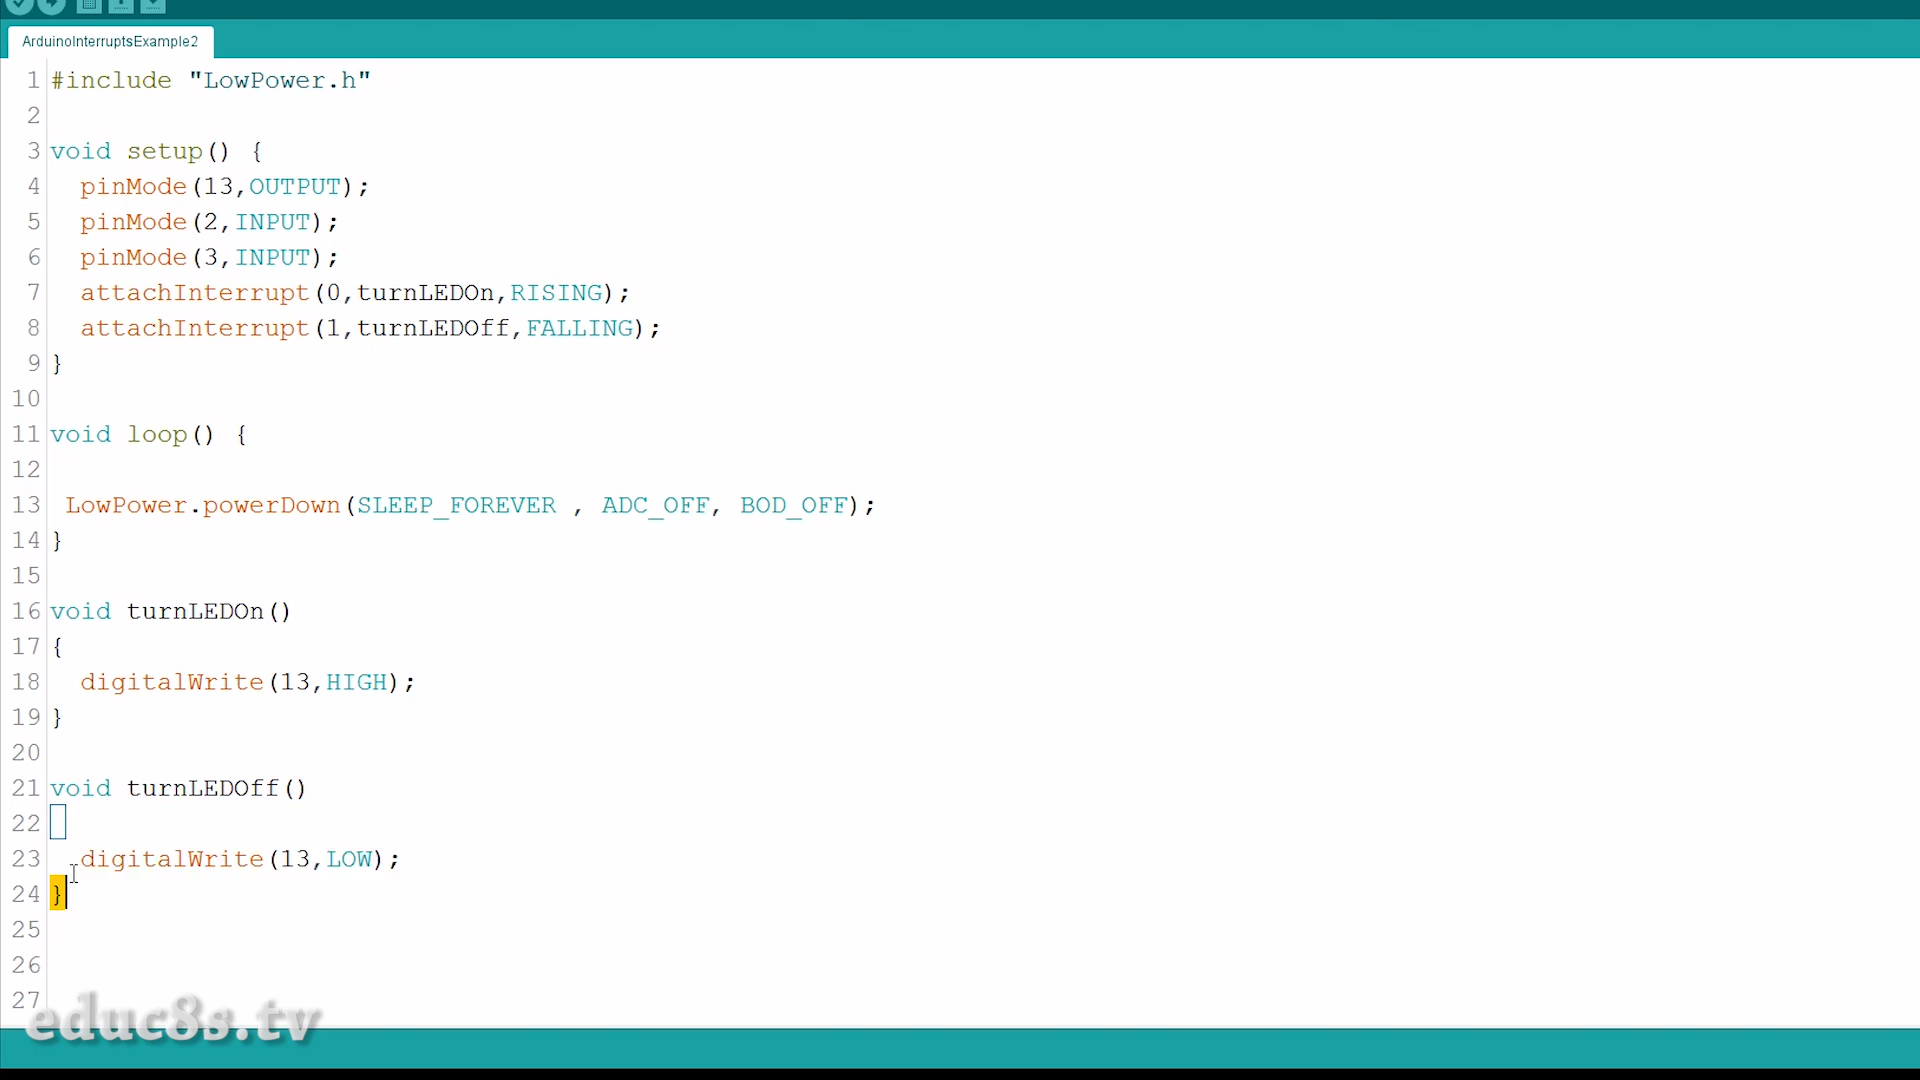 ArduinoInterruptsExample2
1 #include "LowPower.h"
2
3 void setup() {
4 pinMode(13,OUTPUT);
5 pinMode(2,INPUT);
6 pinMode(3,INPUT);
7 attachInterrupt(0,turnLEDOn,RISING);
8 attachInterrupt(1,turnLEDOff,FALLING);
9 }
10
11 void loop() {
12
13 LowPower.powerDown(SLEEP_FOREVER , ADC_OFF, BOD_OFF);
14 }
15
16 void turnLEDOn()
17 {
18 digitalWrite(13,HIGH);
19 }
20
21 void turnLEDOff()
22
23 digitalWrite(13,LOW);
24 }
25
26
27
educ8s.tv